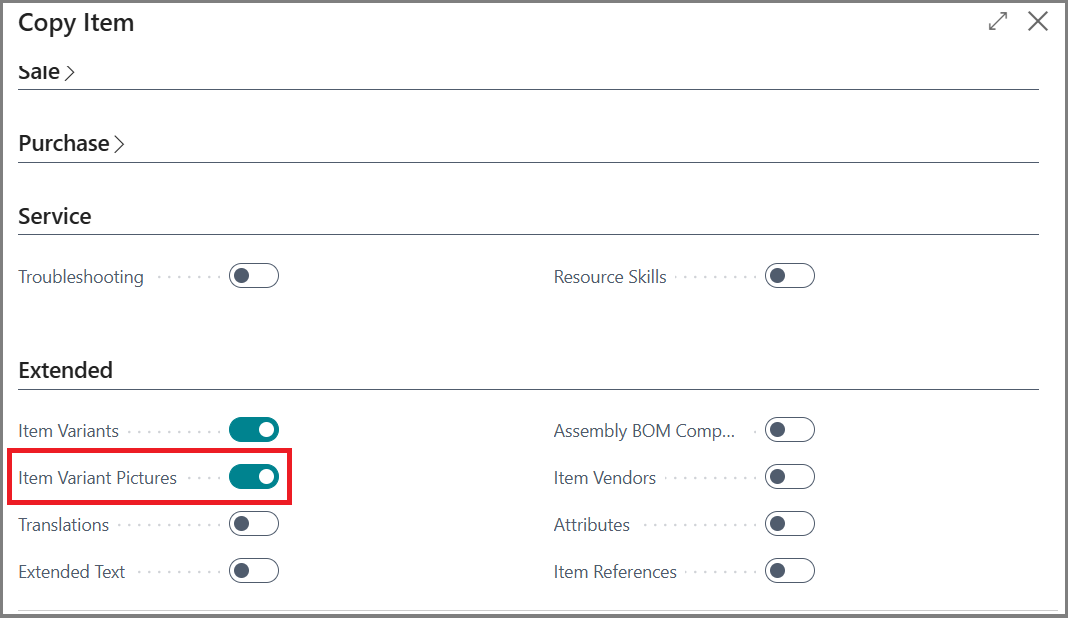 Copy Item
Sale
Purchase
Service
Troubleshooting
Resource Skills
Extended
Item Variants
Assembly BOM Comp...
Item Variant Pictures
Item Vendors
Translations
Attributes
Extended Text
Item References